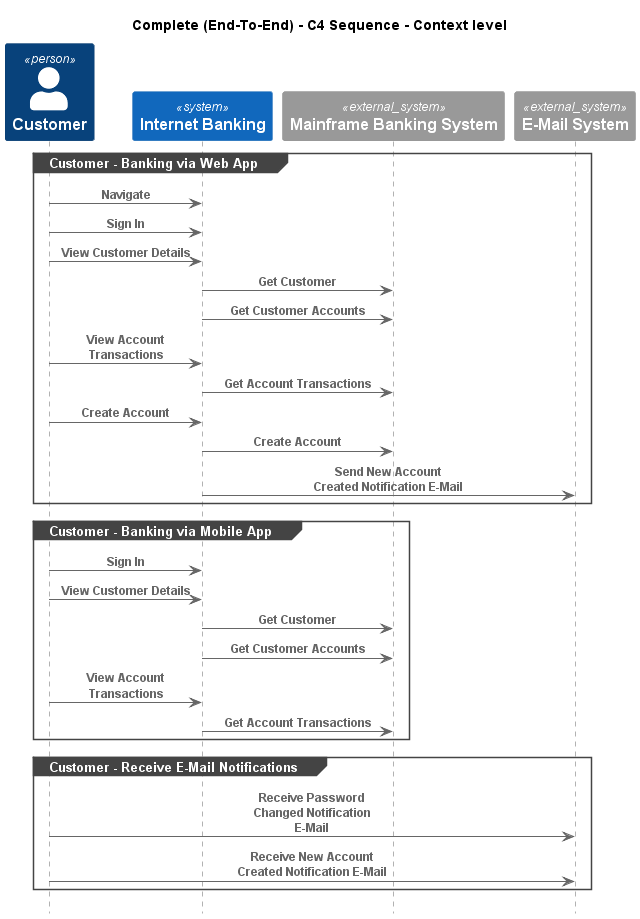 Complete (End-To-End) - C4 Sequence - Context level
«person»
Customer
«system»
Internet Banking
«external_system»
Mainframe Banking System
«external_system»
E-Mail System
Customer - Banking via Web App
Navigate
Sign In
View Customer Details
Get Customer
Get Customer Accounts
View Account
Transactions
Get Account Transactions
Create Account
Create Account
Send New Account
Created Notification E-Mail
Customer - Banking via Mobile App
Sign In
View Customer Details
Get Customer
Get Customer Accounts
View Account
Transactions
Get Account Transactions
Customer - Receive E-Mail Notifications
Receive Password
Changed Notification
E-Mail
Receive New Account
Created Notification E-Mail